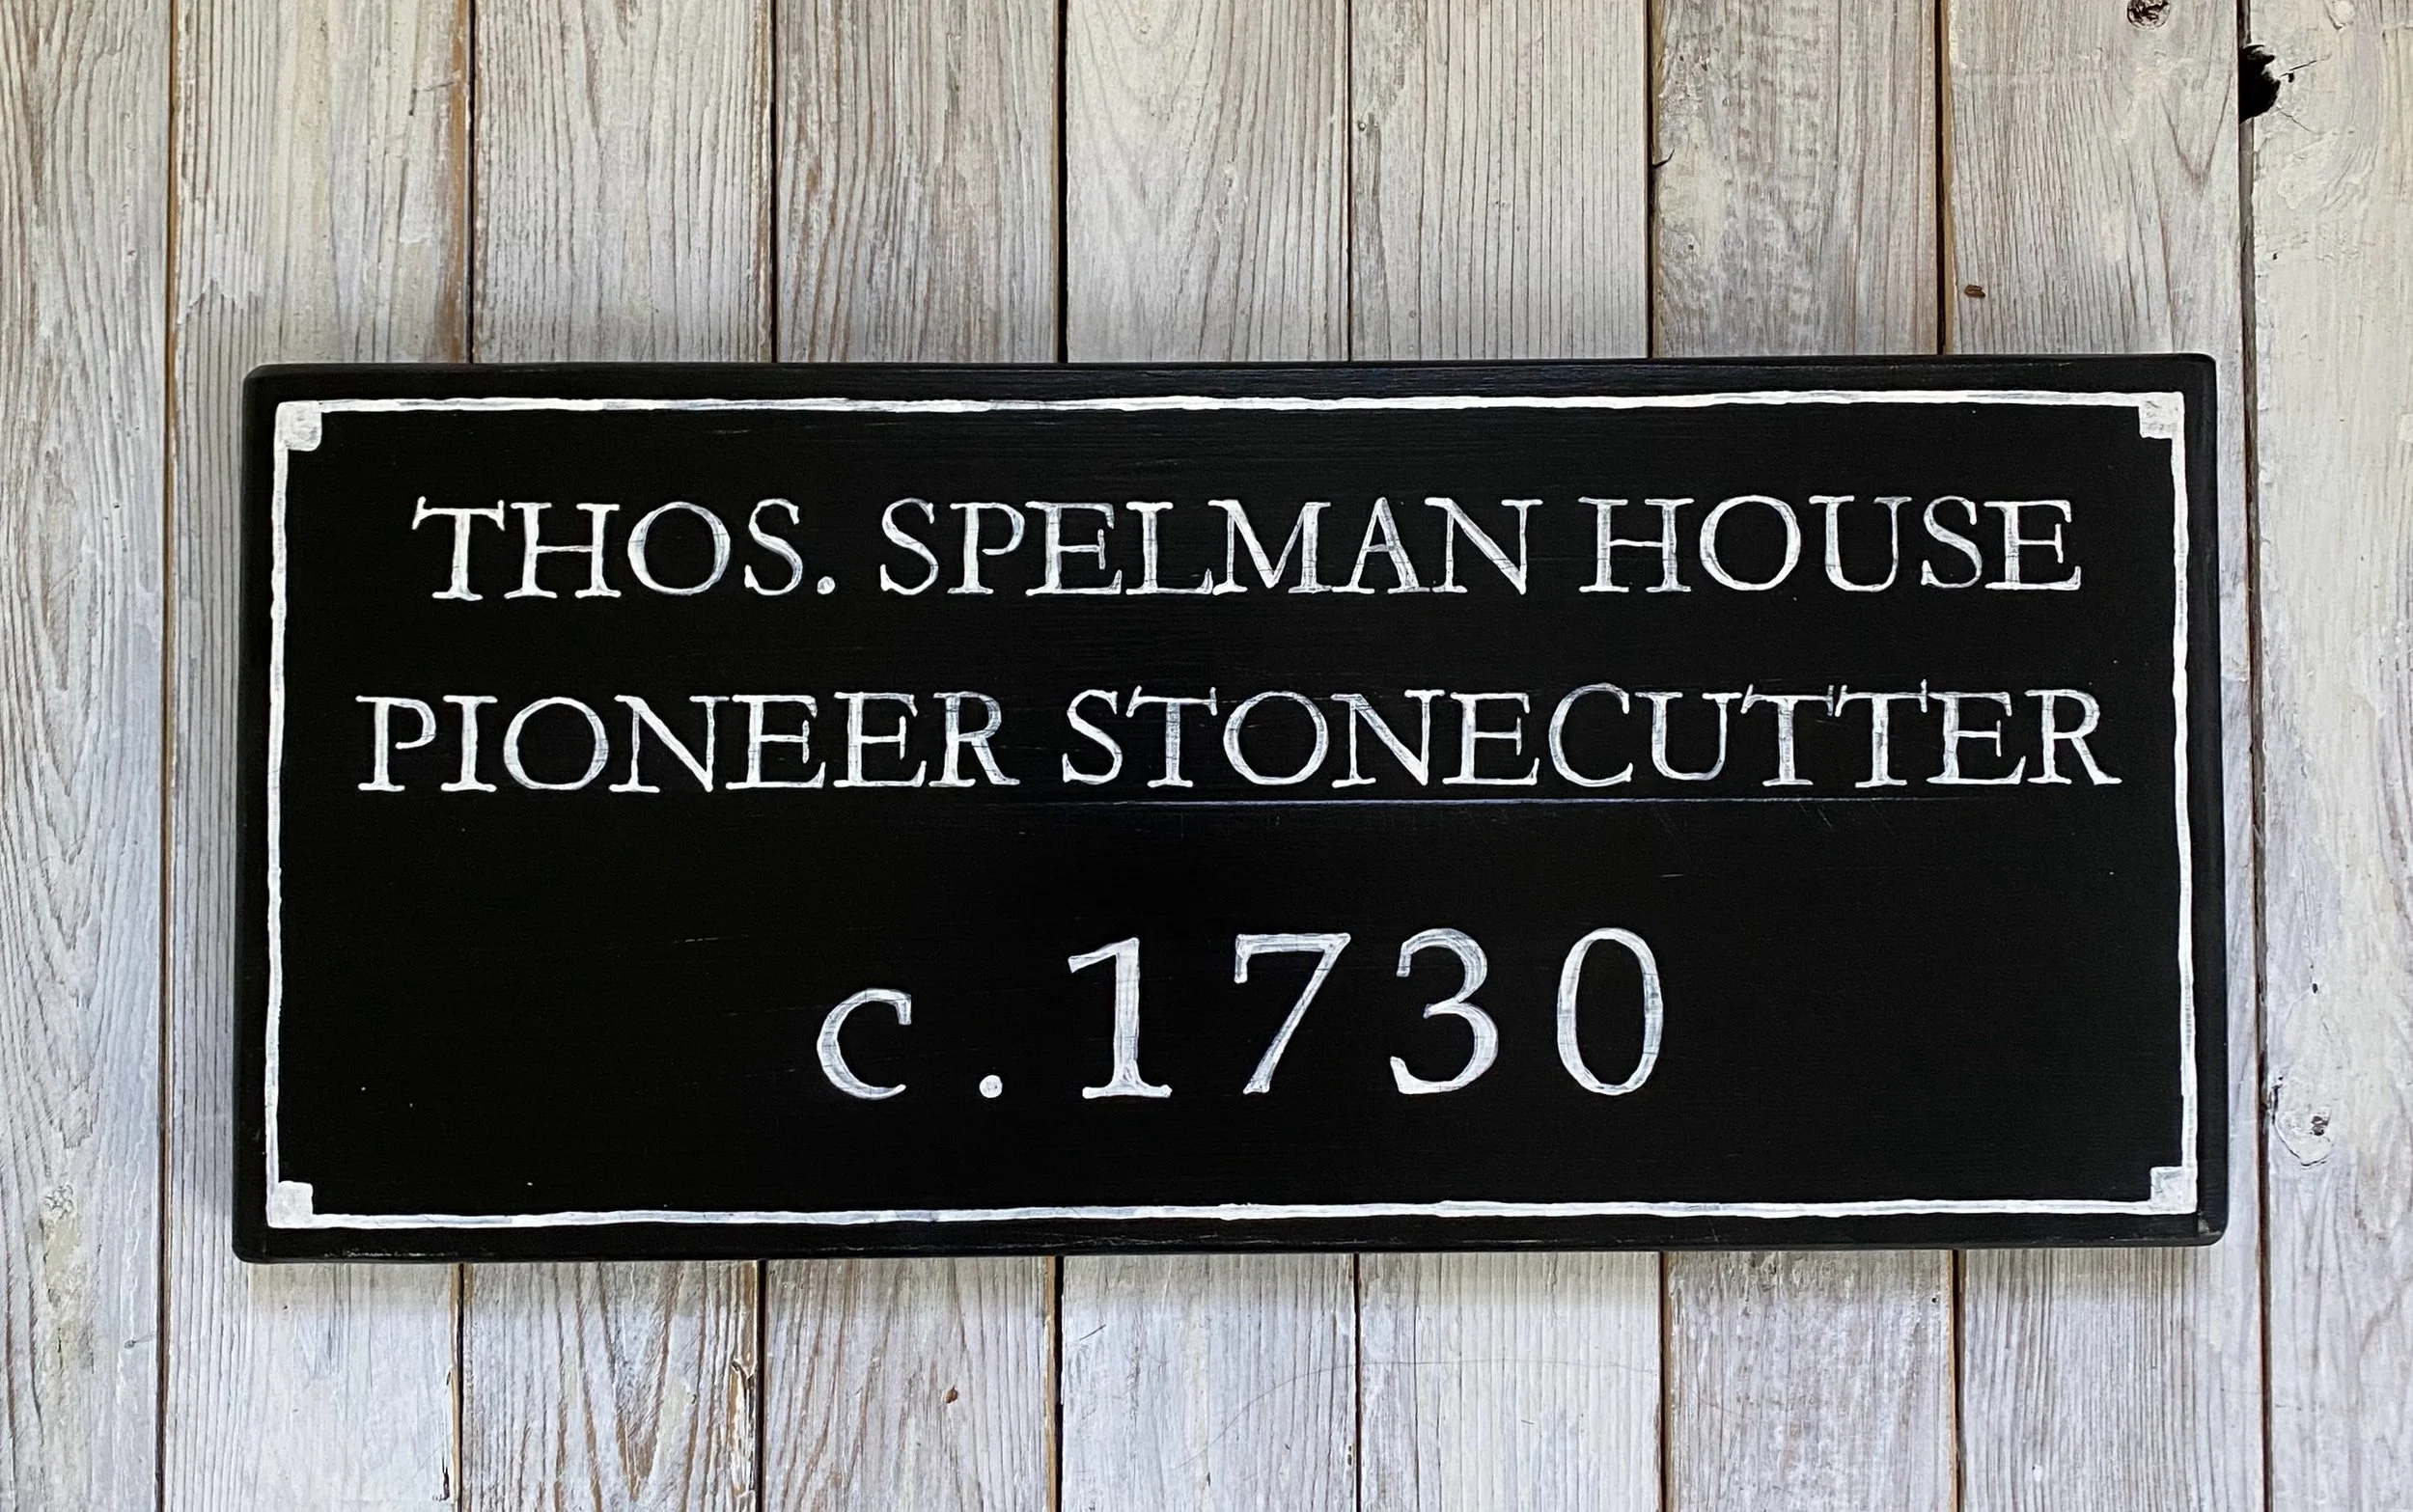 THOS. SPELMAN HOUSE
PIONEER STONECUTTER
c.1730